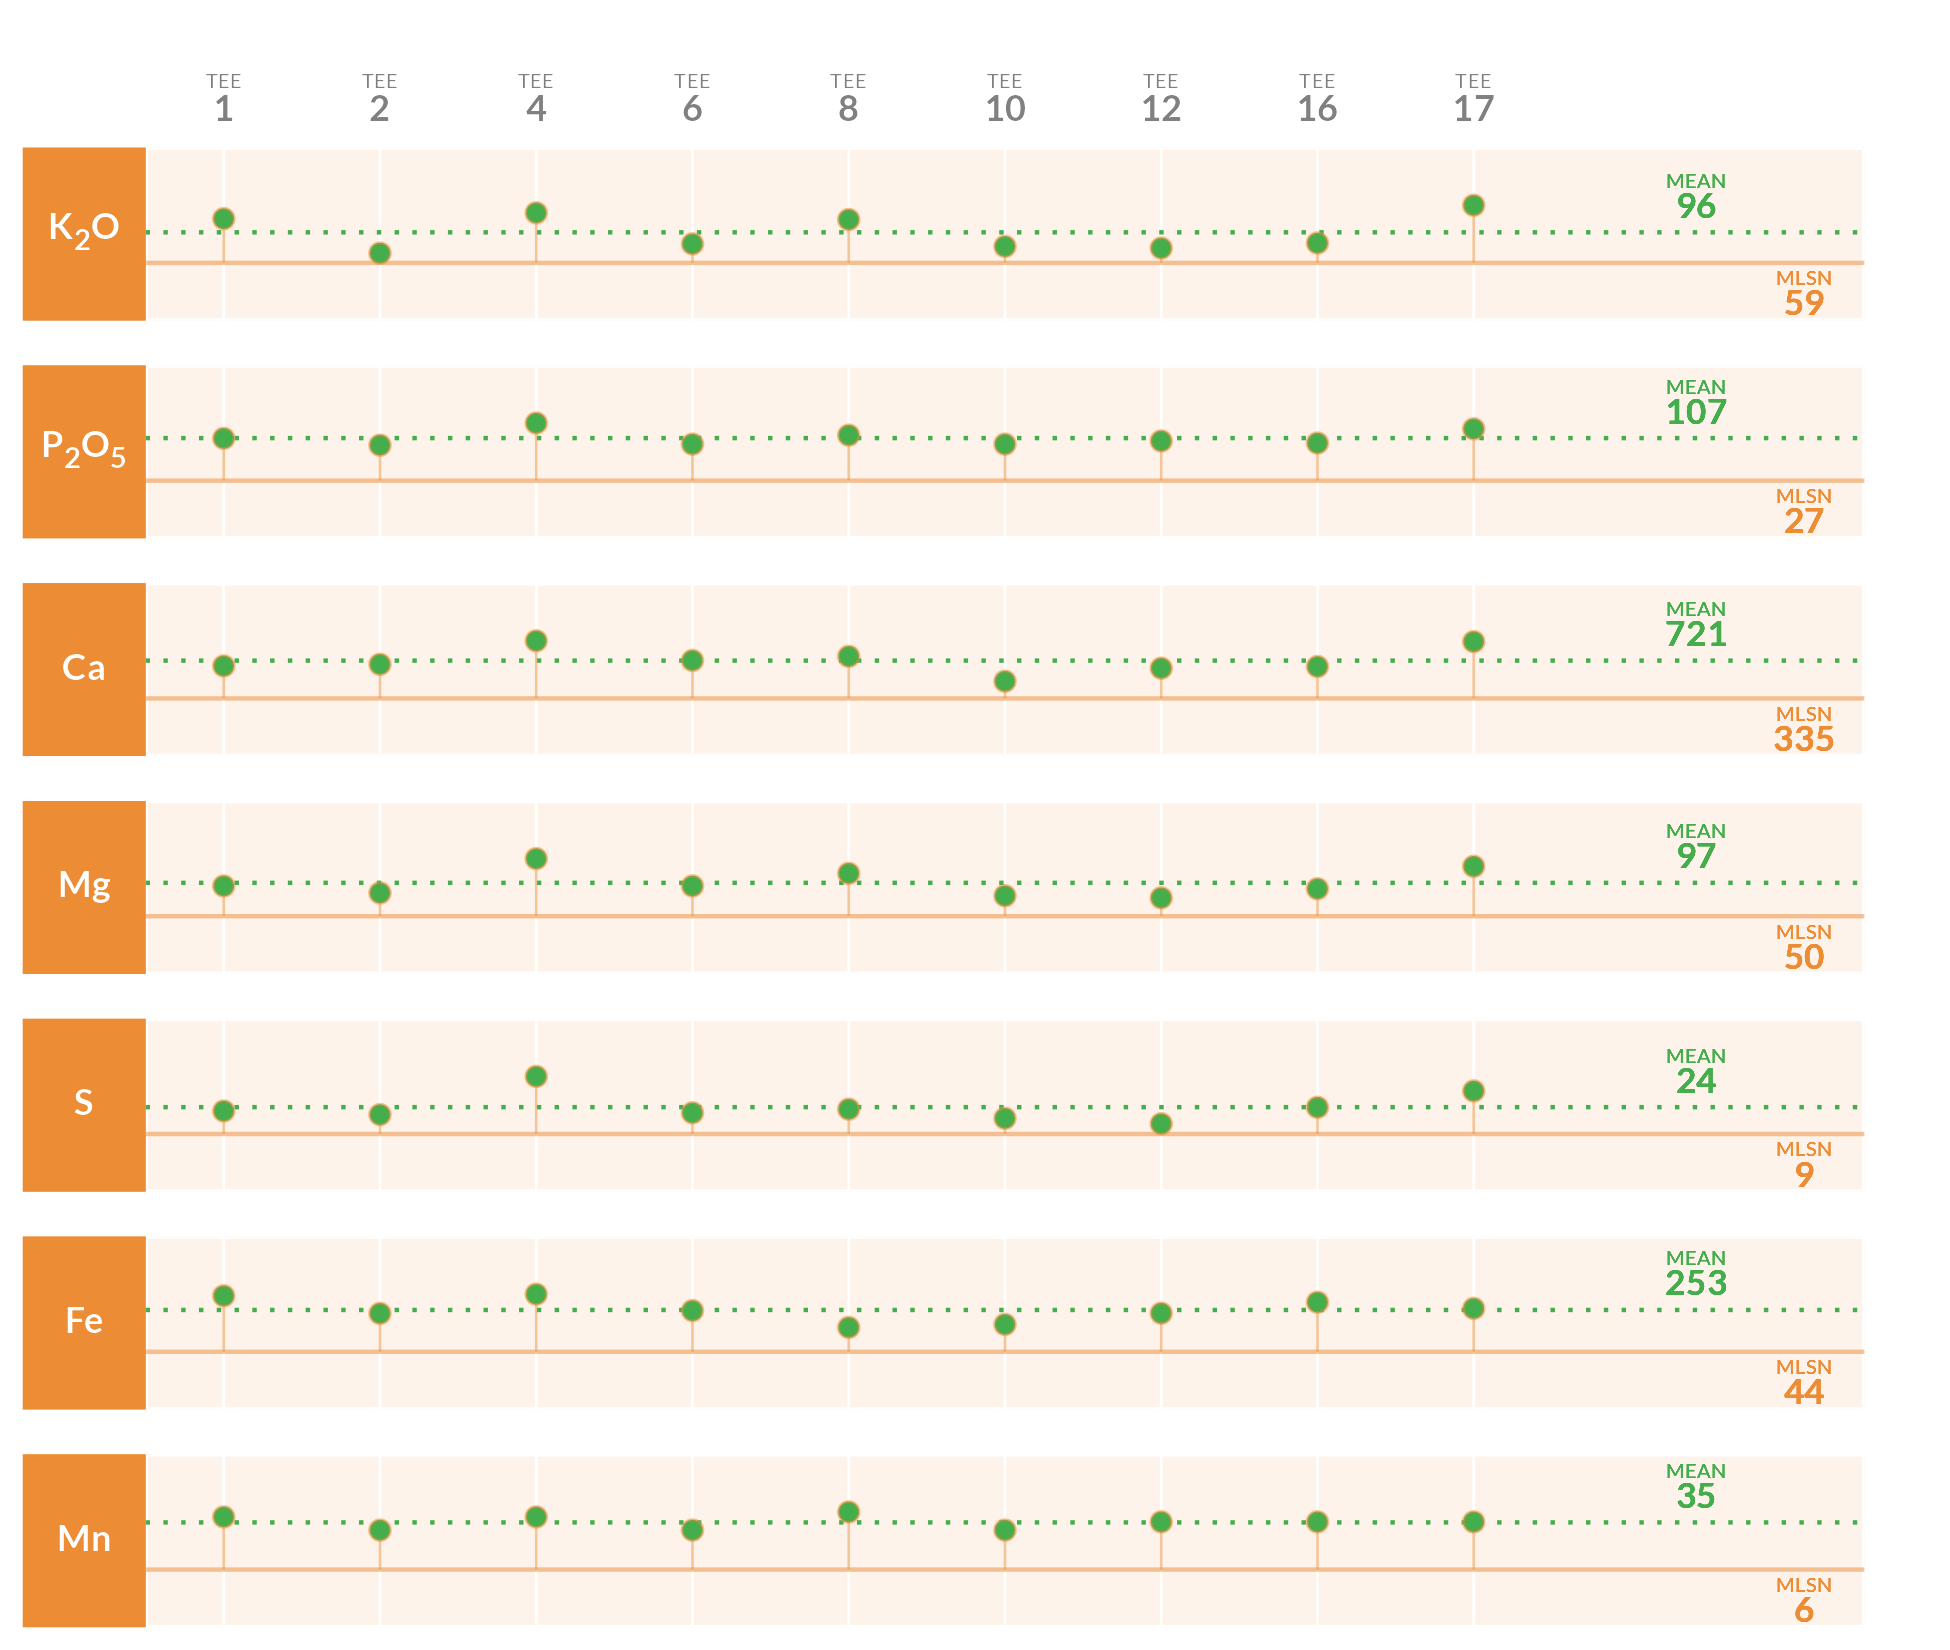 TEE TEE TEE TEE TEE TEE TEE TEE TEE
1 2 4 6 8 10 12 16 17
MEAN
96
K₂O
MLSN
59
MEAN
107
P₂O₅
MLSN
27
MEAN
721
Ca
MLSN
335
MEAN
97
Mg
MLSN
50
MEAN
24
S
MLSN
9
MEAN
253
Fe
MLSN
44
MEAN
35
Mn
MLSN
6